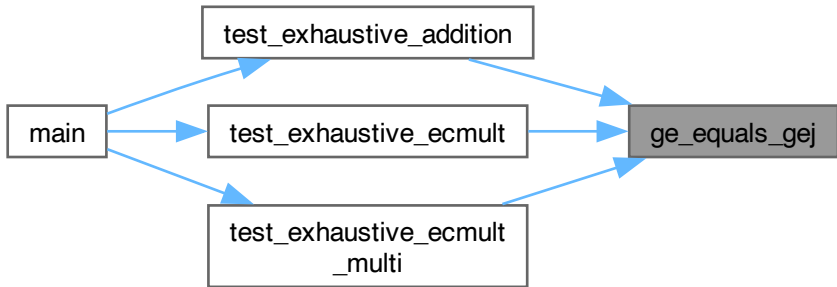 test_exhaustive_addition
main
test_exhaustive_ecmult
ge_equals_gej
test_exhaustive_ecmult
_multi